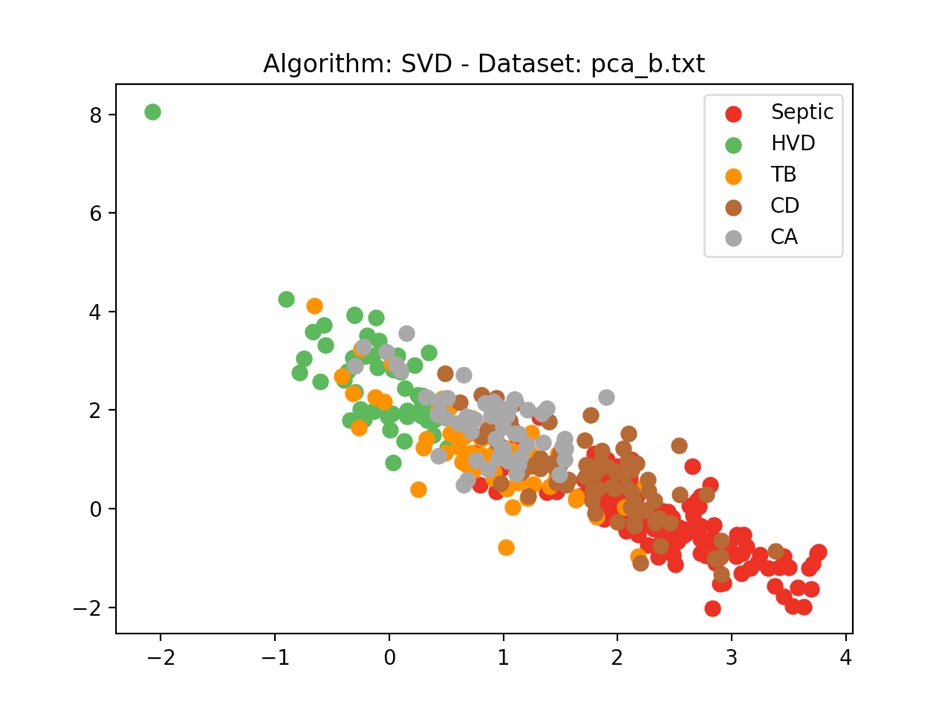 Algorithm: SVD - Dataset: pca_b.txt
Septic
HVD
TB
CD
CA
8
6
4
2
0
−2
−2 −1 0 1 2 3 4